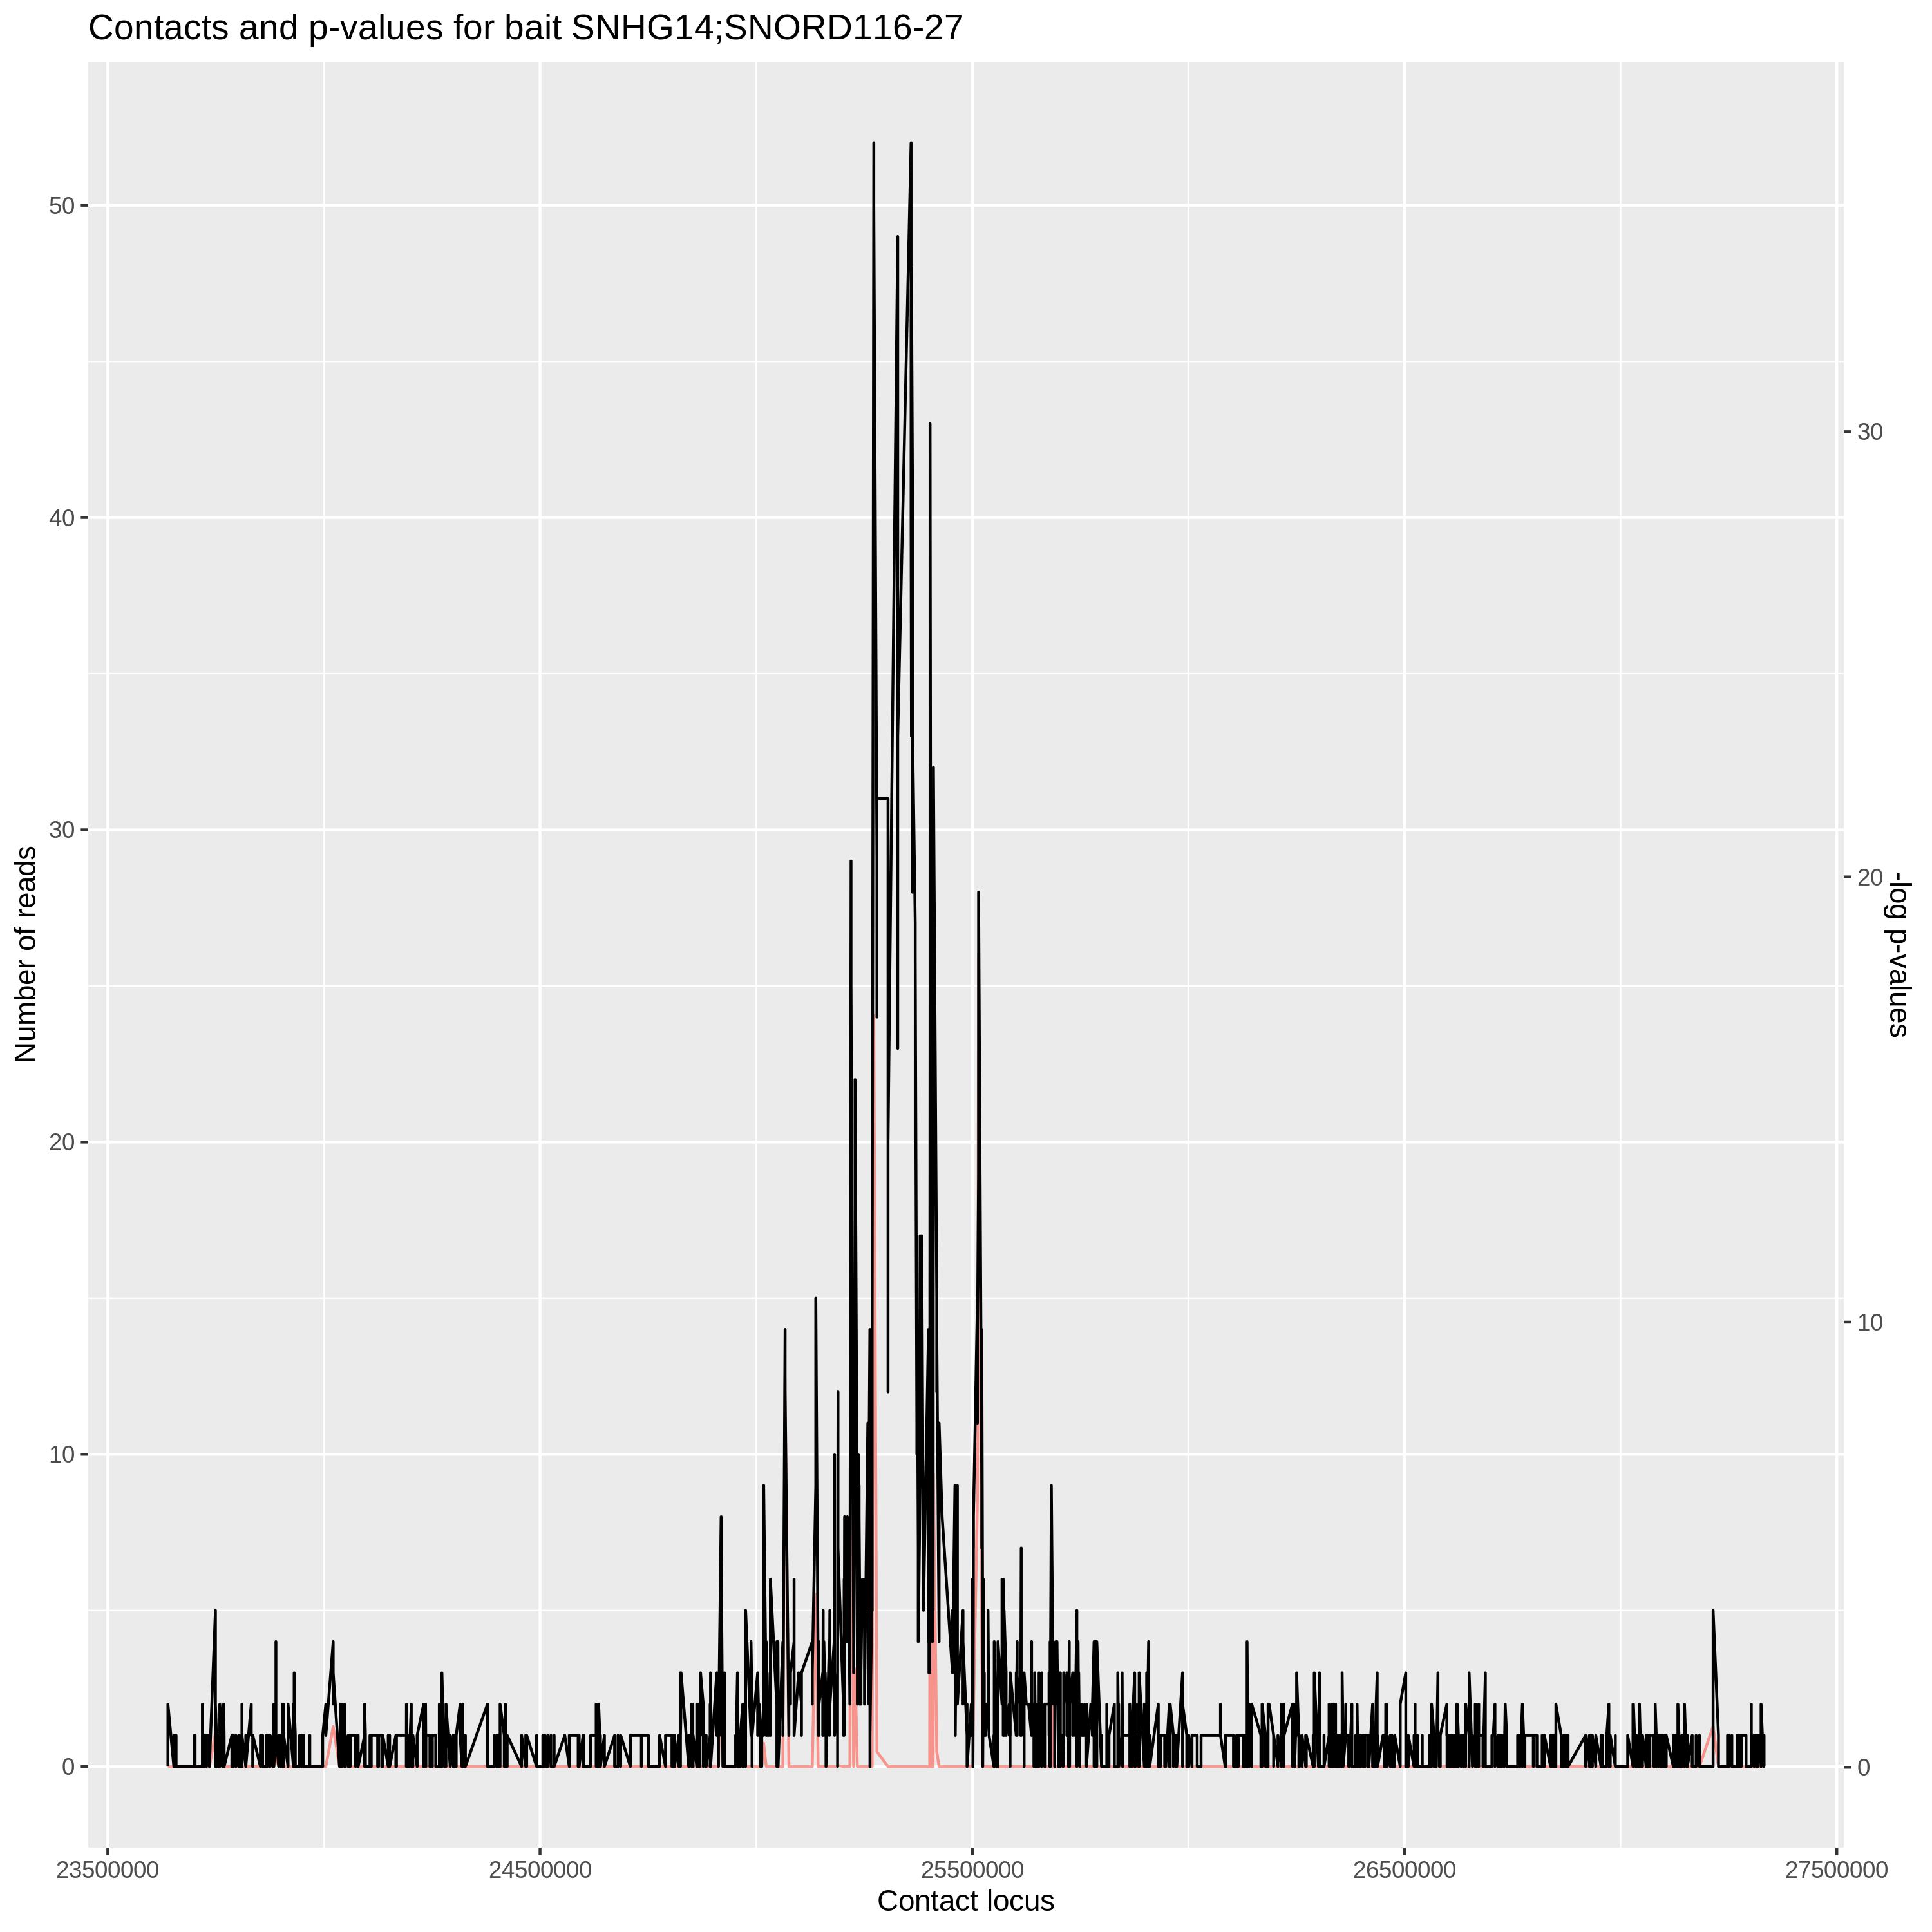 Contacts and p-values for bait SNHG14;SNORD116-27
50
40
30
20
10
0
Number of reads
30
20
10
0
-log p-values
23500000 24500000 25500000 26500000 27500000
Contact locus